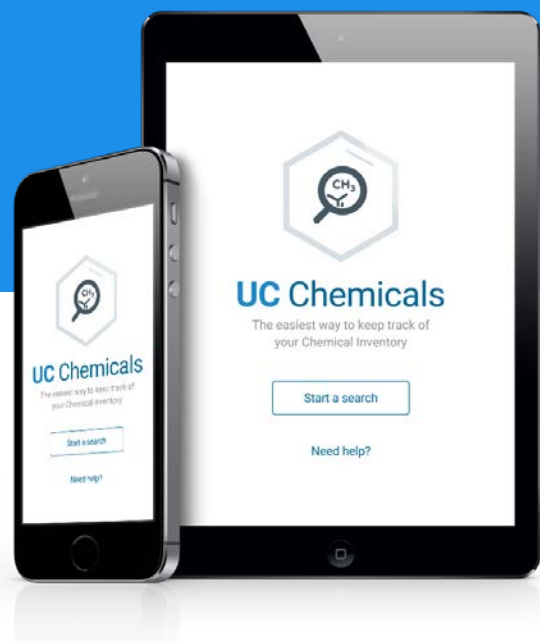 UC Chemicals
The easiest way to keep track of
your Chemical Inventory
Start a search
Need help?
CH3
UC Chemicals
The easiest way to keep track of
your Chemical Inventory
Start a search
Need help?
CH3